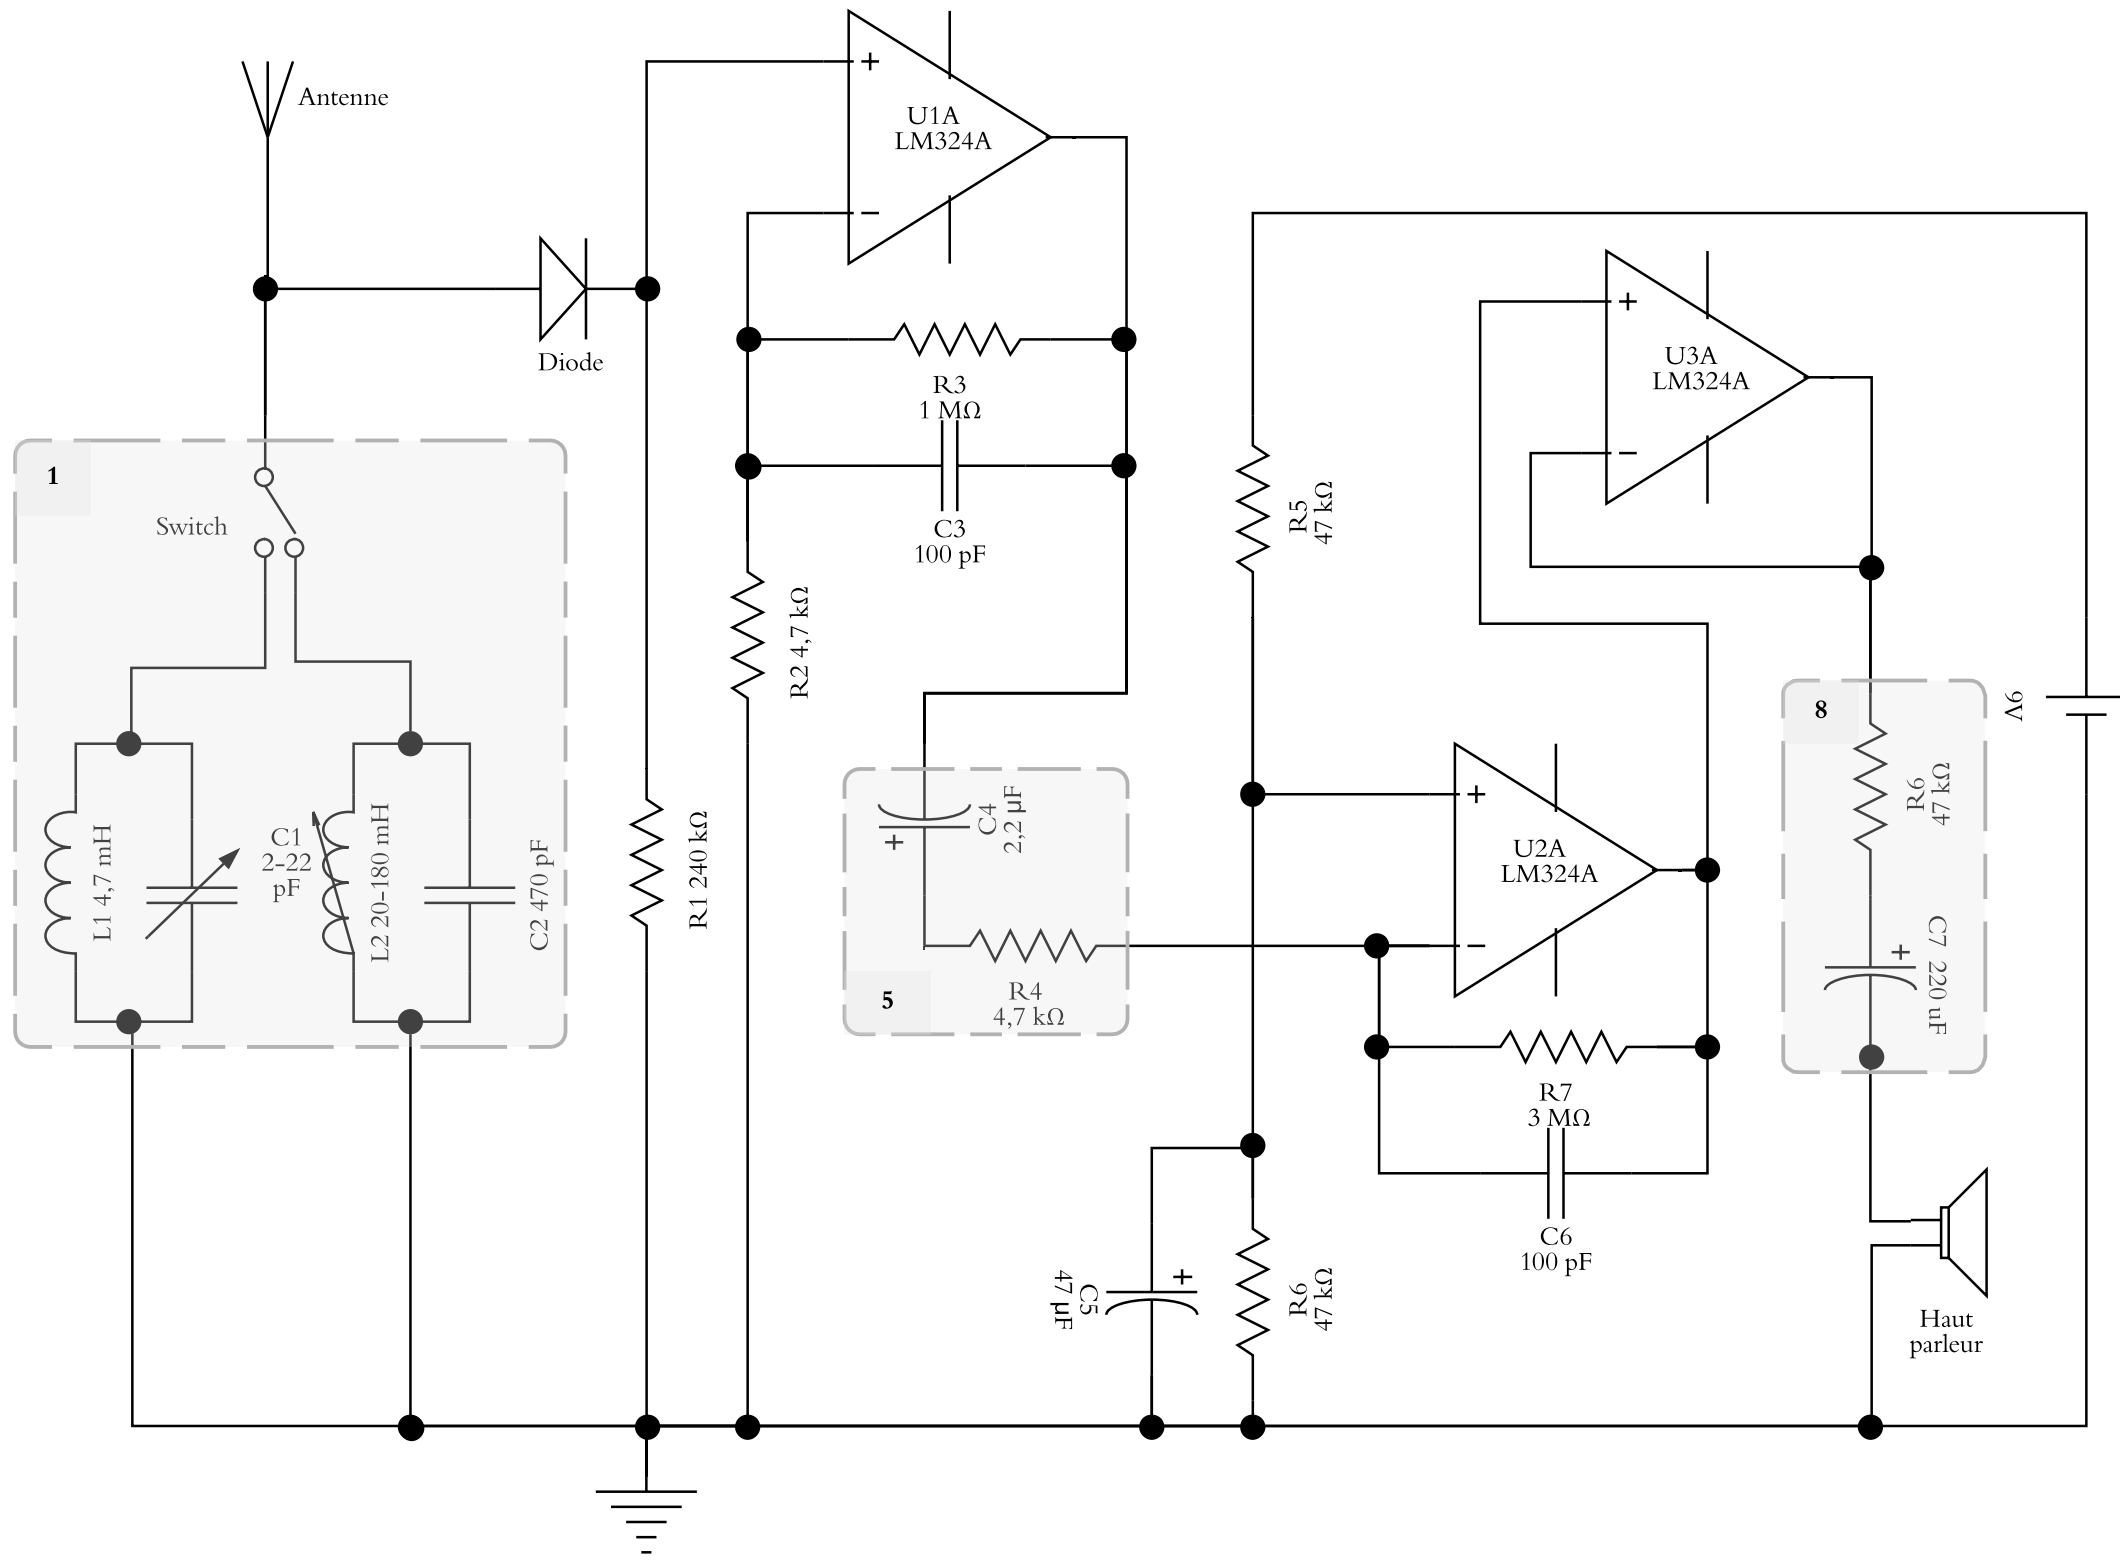 Antenne
U1A
LM324A
+
−
Diode
R3
1 MΩ
C3
100 pF
R2 4,7 kΩ
R1 240 kΩ
1
Switch
L1 4,7 mH
C1
2-22
pF
L2 20-180 mH
C2 470 pF
C4
2,2 µF
+
R4
4,7 kΩ
5
R5
47 kΩ
U3A
LM324A
+
−
U2A
LM324A
+
−
R7
3 MΩ
C6
100 pF
C5
47 µF
+
R6
47 kΩ
8
R6
47 kΩ
C7 220 uF
+
9V
Haut
parleur